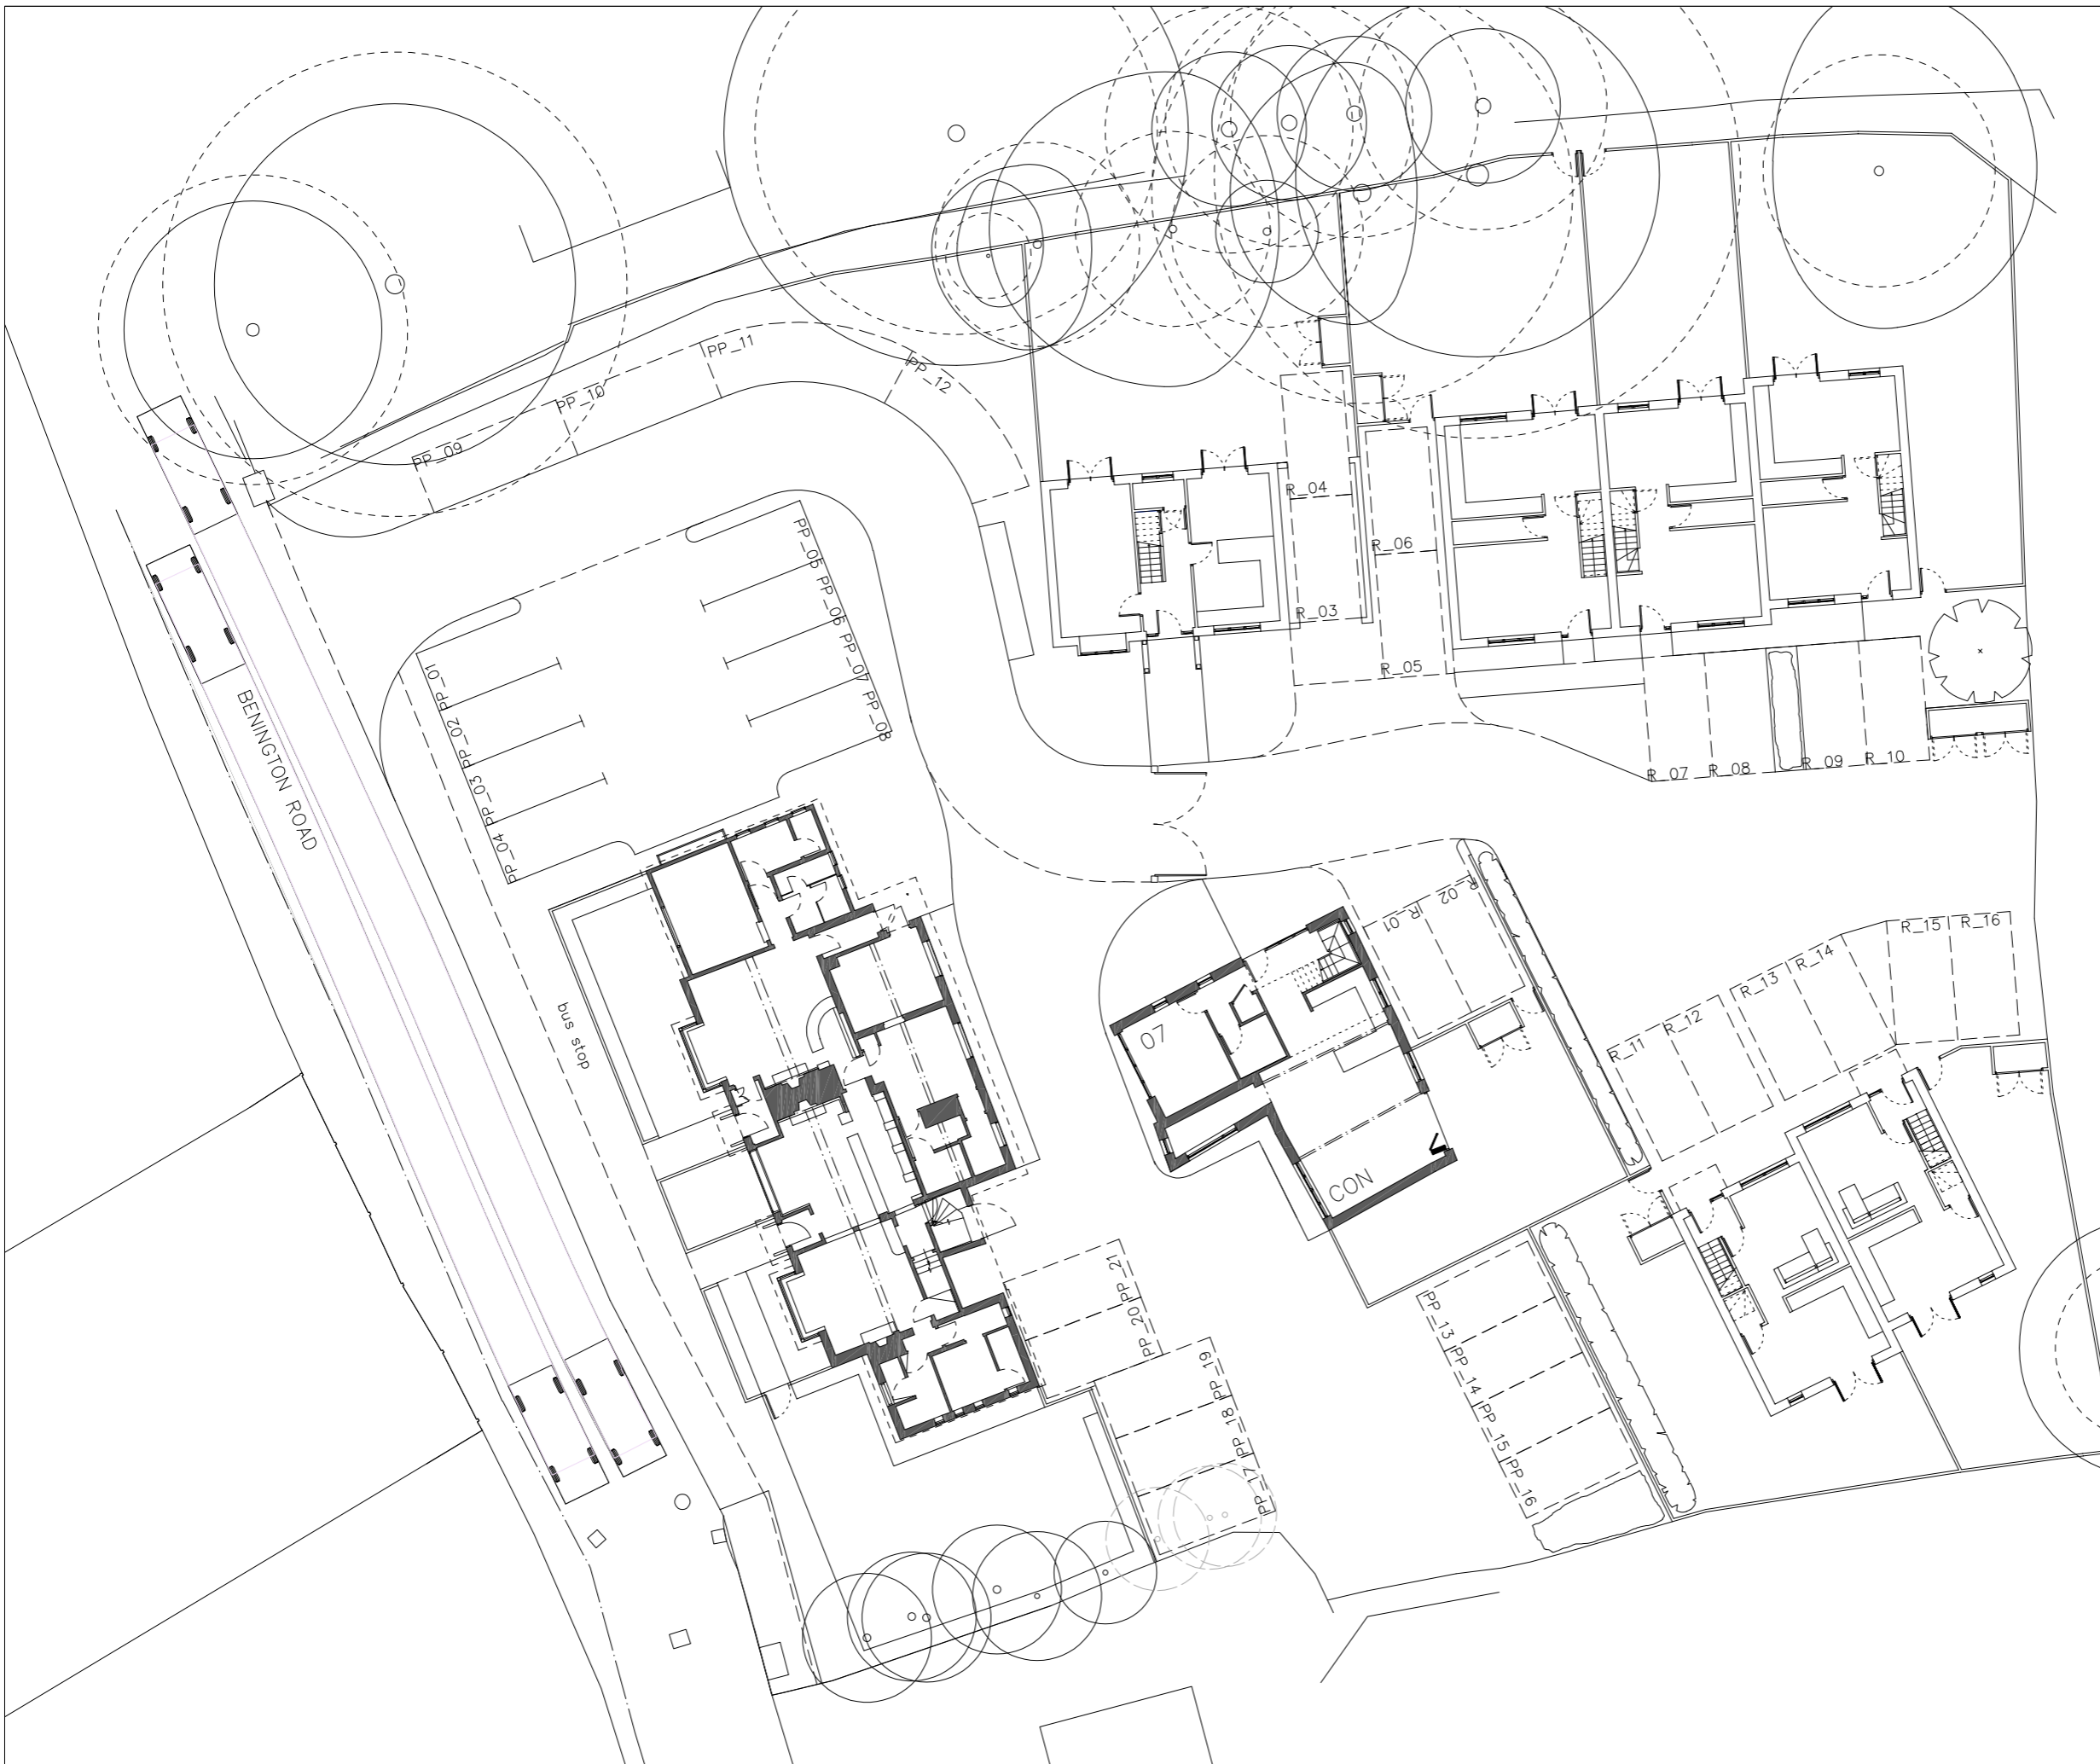 PP_11
PP_12
PP_10
PP_09
R_04
R_06
R_03
R_05
PP_05
PP_06
PP_07
PP_08
PP_01
PP_02
PP_03
PP_04
BENINGTON ROAD
bus stop
R_07
R_08
R_09
R_10
R_02
R_01
07
CON
R_11
R_12
R_13
R_14
R_15
R_16
PP_21
PP_20
PP_19
PP_18
PP_17
PP_13
PP_14
PP_15
PP_16